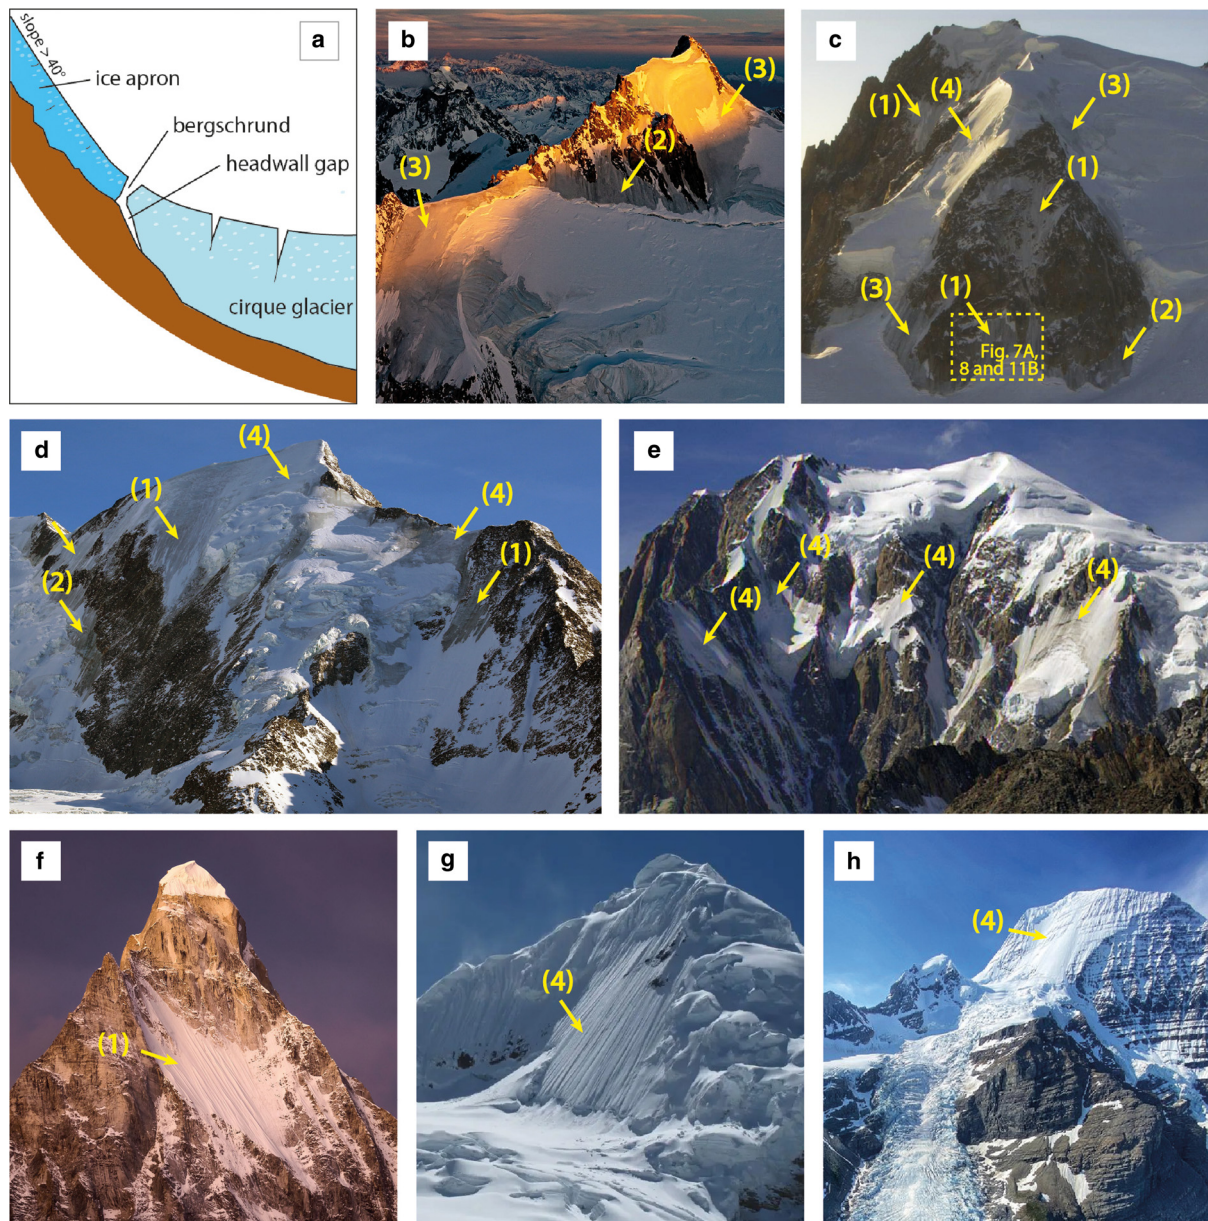 a
slope > 40°
ice apron
bergschrund
headwall gap
cirque glacier
b
(3)
(2)
(3)
c
(1)
(4)
(3)
(1)
(3)
(1)
(2)
Fig. 7A,
8 and 11B
d
(4)
(1)
(4)
(2)
(1)
e
(4)
(4)
(4)
(4)
f
(1)
g
(4)
h
(4)